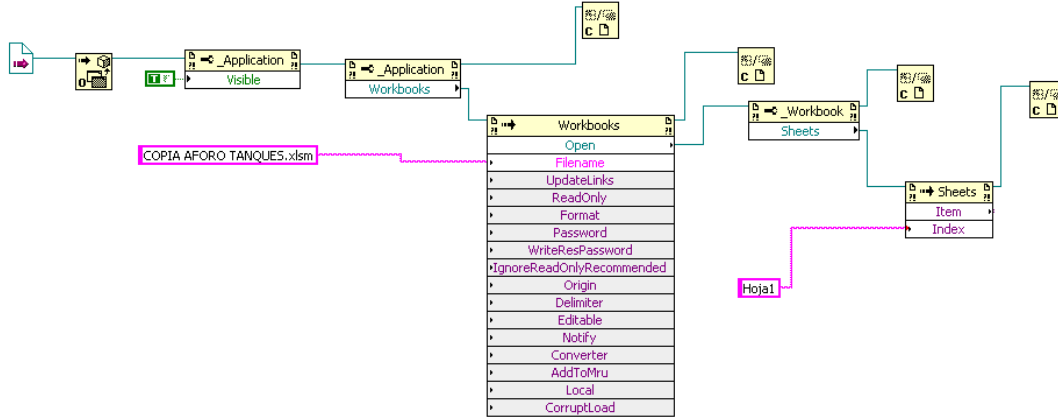 _Application
Visible
T
_Application
Workbooks
C
Workbooks
Open
Filename
UpdateLinks
ReadOnly
Format
Password
WriteResPassword
IgnoreReadOnlyRecommended
Origin
Delimiter
Editable
Notify
Converter
AddToMru
Local
CorruptLoad
COPIA AFORO TANQUES.xlsm
C
_Workbook
Sheets
C
Sheets
Item
Index
C
Hoja1